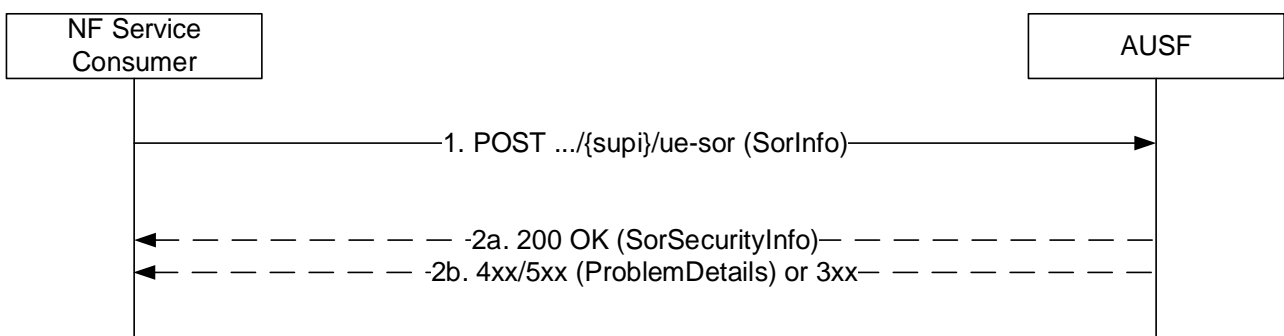 NF Service
Consumer
AUSF
1. POST .../{supi}/ue-sor (SorInfo)
2a. 200 OK (SorSecurityInfo)
2b. 4xx/5xx (ProblemDetails) or 3xx